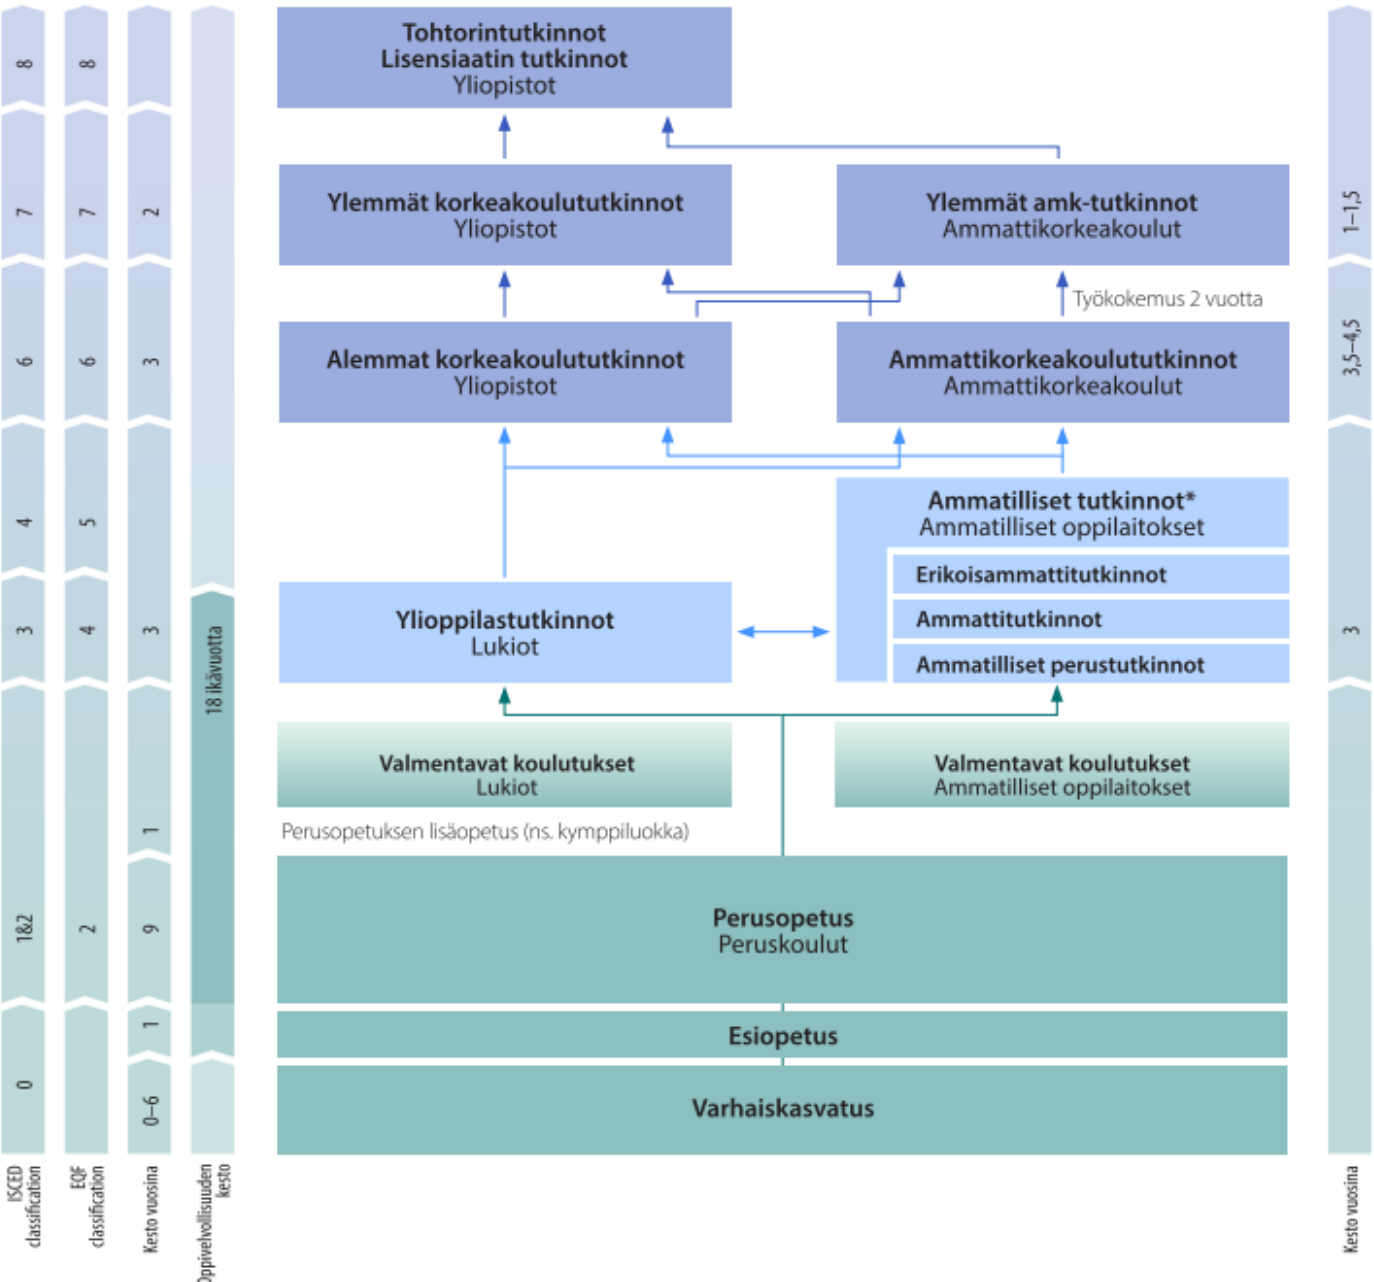 Tohtorintutkinnot
Lisensiaatin tutkinnot
Yliopistot
8
8
Ylemmät korkeakoulututkinnot
Yliopistot
Ylemmät amk-tutkinnot
Ammattikorkeakoulut
7
7
2
1–1,5
Työkokemus 2 vuotta
Alemmat korkeakoulututkinnot
Yliopistot
Ammattikorkeakoulututkinnot
Ammattikorkeakoulut
6
6
3
3,5–4,5
Ammatilliset tutkinnot*
Ammatilliset oppilaitokset
4
5
Erikoisammattitutkinnot
Ammattitutkinnot
Ammatilliset perustutkinnot
Ylioppilastutkinnot
Lukiot
3
4
3
18 ikävuotta
3
Valmentavat koulutukset
Lukiot
Valmentavat koulutukset
Ammatilliset oppilaitokset
Perusopetuksen lisäopetus (ns. kymppiluokka)
1
Perusopetus
Peruskoulut
1&2
2
9
Esiopetus
1
Varhaiskasvatus
0
0–6
ISCED
classification
EQF
classification
Kesto vuosina
Oppivelvollisuuden
kesto
Kesto vuosina